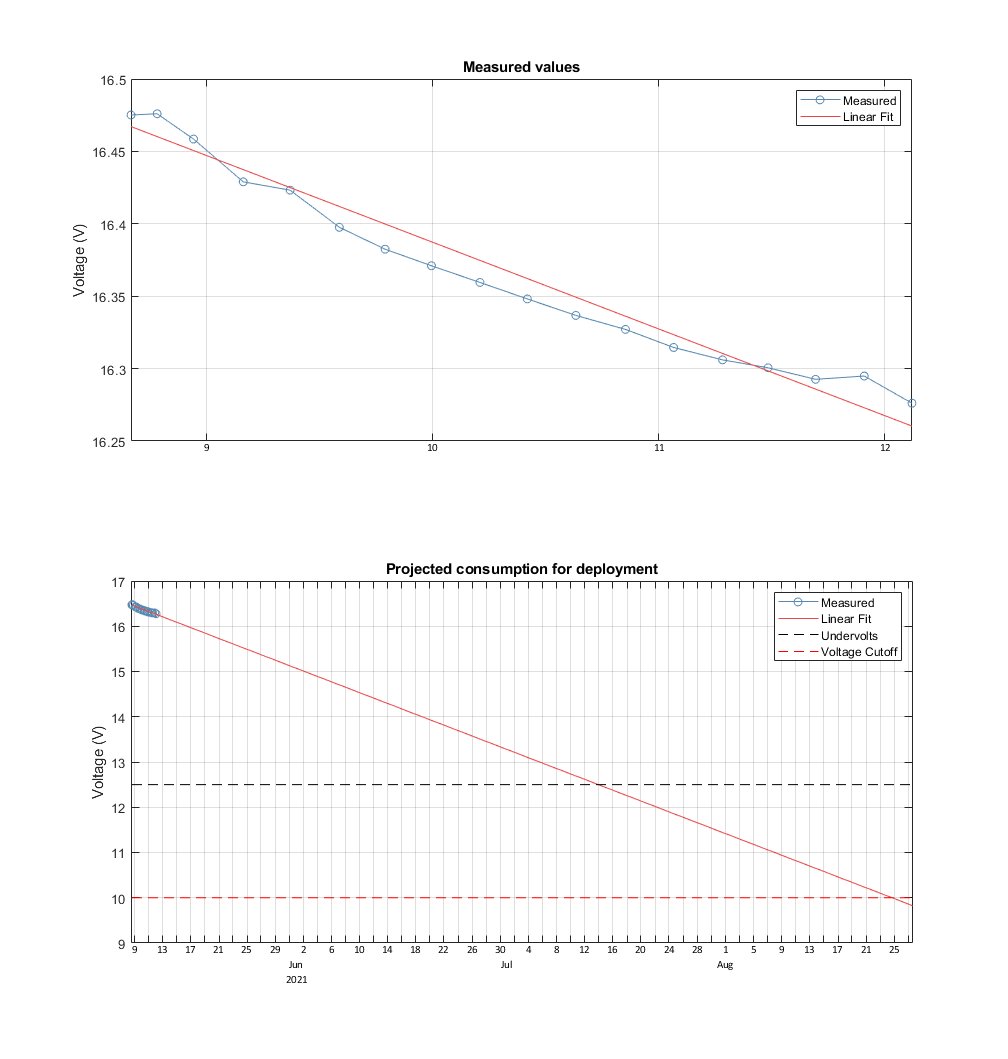 Measured values
16.5
16.45
16.4
16.35
16.3
16.25
Voltage (V)
Measured
Linear Fit
9 10 11 12
Projected consumption for deployment
17
16
15
14
13
12
11
10
9
Voltage (V)
Measured
Linear Fit
Undervolts
Voltage Cutoff
9 13 17 21 25 29 2 6 10 14 18 22 26 30 4 8 12 16 20 24 28 1 5 9 13 17 21 25
Jun Jul Aug
2021